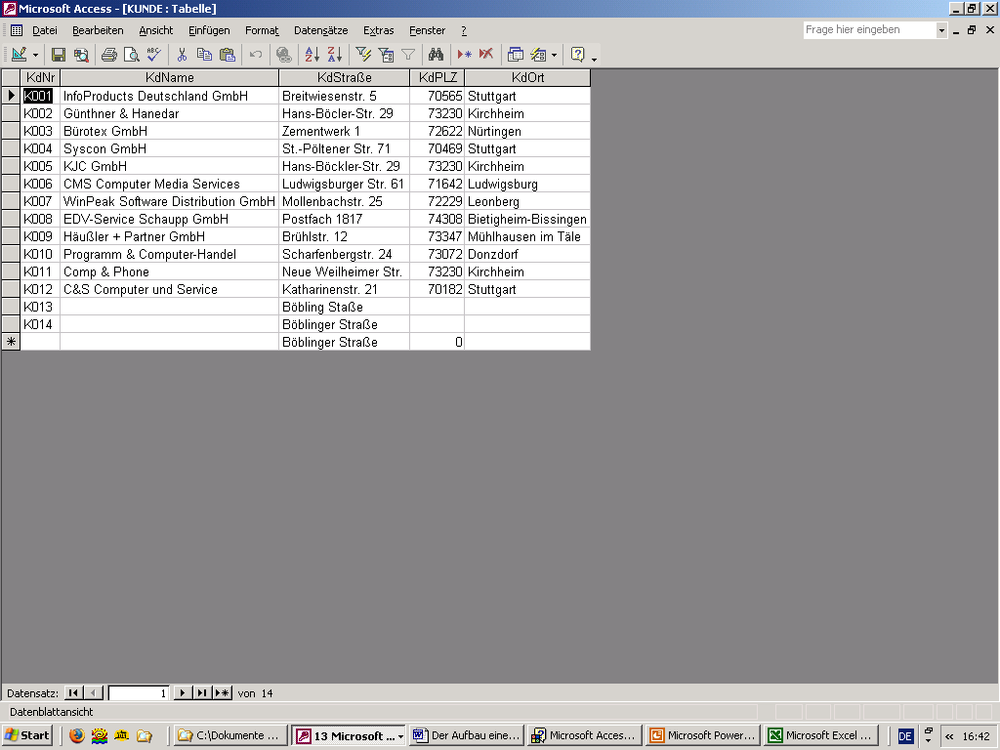 Microsoft Access - [KUNDE : Tabelle]
Datei Bearbeiten Ansicht Einfügen Format Datensätze Extras Fenster ? Frage hier eingeben
KdNr KdName KdStraße KdPLZ KdOrt
K001 InfoProducts Deutschland GmbH Breitwiesenstr. 5 70565 Stuttgart
K002 Günthner & Hanedar Hans-Böcler-Str. 29 73230 Kirchheim
K003 Bürotex GmbH Zementwerk 1 72622 Nürtingen
K004 Syscon GmbH St.-Pöltener Str. 71 70469 Stuttgart
K005 KJC GmbH Hans-Böckler-Str. 29 73230 Kirchheim
K006 CMS Computer Media Services Ludwigsburger Str. 61 71642 Ludwigsburg
K007 WinPeak Software Distribution GmbH Mollenbachstr. 25 72229 Leonberg
K008 EDV-Service Schaupp GmbH Postfach 1817 74308 Bietigheim-Bissingen
K009 Häußler + Partner GmbH Brühlstr. 12 73347 Mühlhausen im Täle
K010 Programm & Computer-Handel Scharfenbergstr. 24 73072 Donzdorf
K011 Comp & Phone Neue Weilheimer Str. 73230 Kirchheim
K012 C&S Computer und Service Katharinenstr. 21 70182 Stuttgart
K013 Böbling Staße
K014 Böblinger Straße
Böblinger Straße 0
Datensatz: 1 von 14
Datenblattansicht
Start C:\Dokumente ... 13 Microsoft ... Der Aufbau eine... Microsoft Acces... Microsoft Power... Microsoft Excel ... DE « 16:42